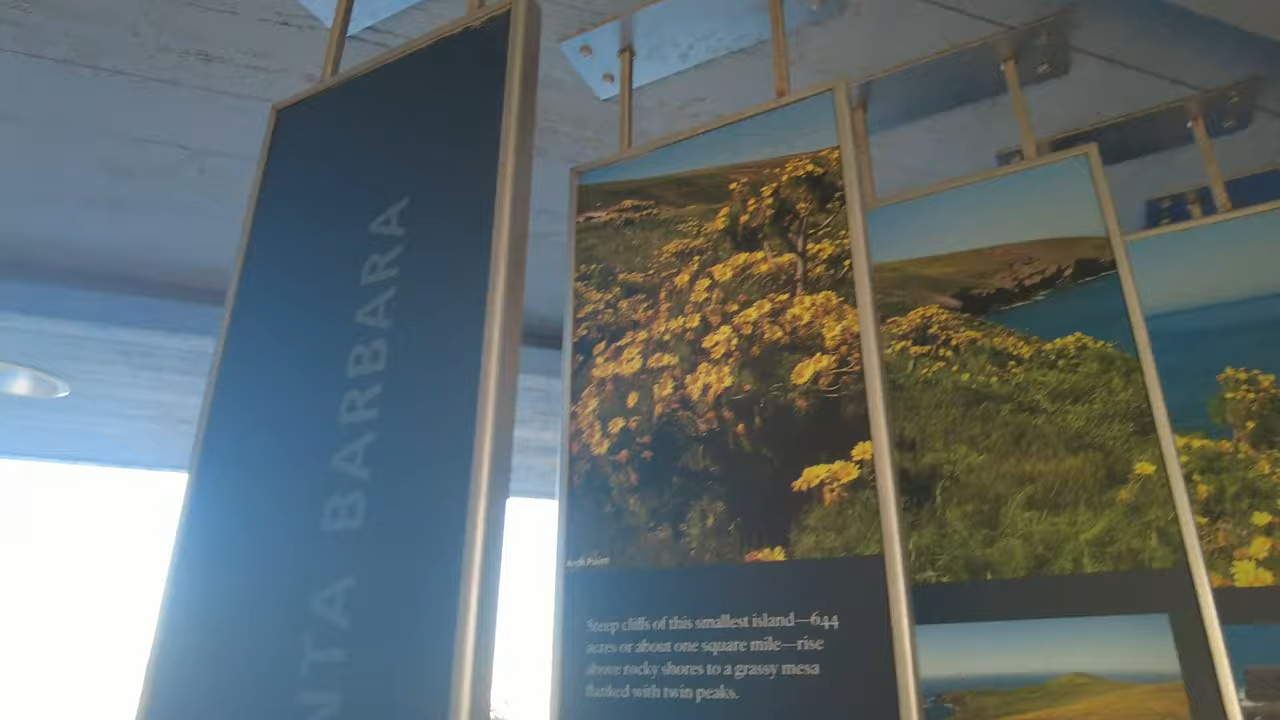 NTA BARBARA
Arch Point
Steep cliffs of this smallest island—644
acres or about one square mile—rise
above rocky shores to a grassy mesa
flanked with twin peaks.